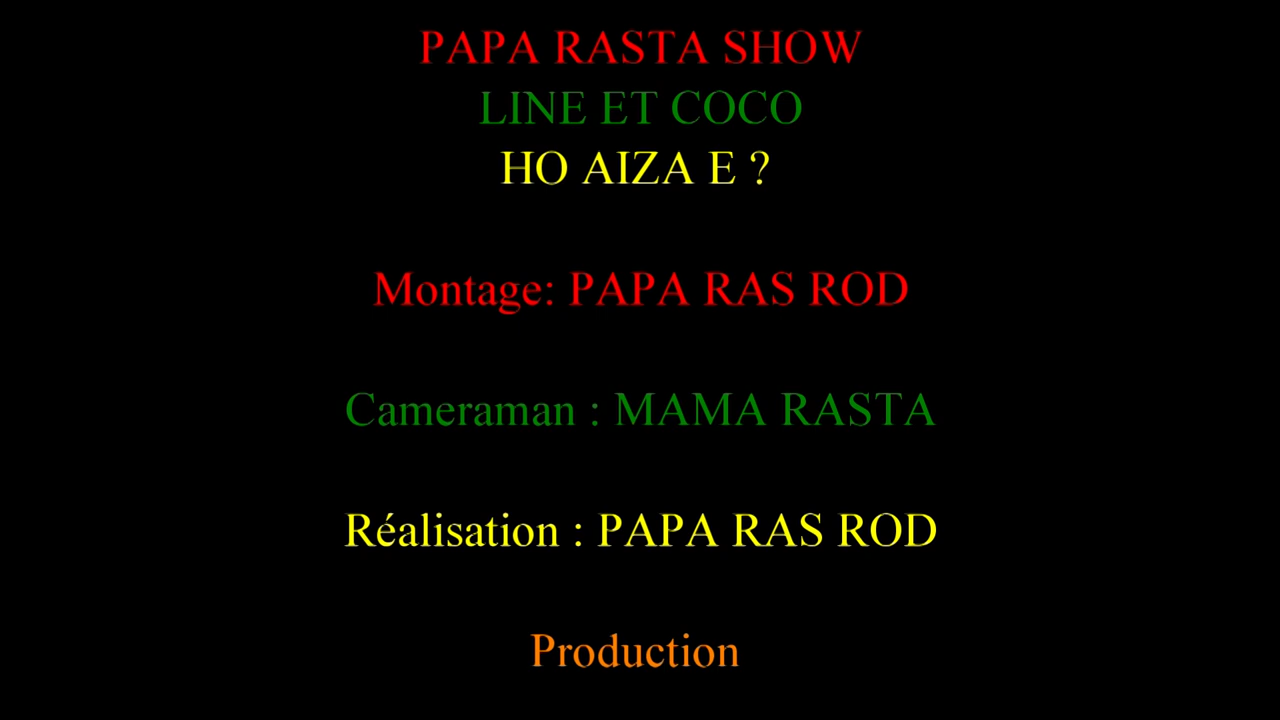 PAPA RASTA SHOW
LINE ET COCO
HO AIZA E ?
Montage: PAPA RAS ROD
Cameraman : MAMA RASTA
Réalisation : PAPA RAS ROD
Production